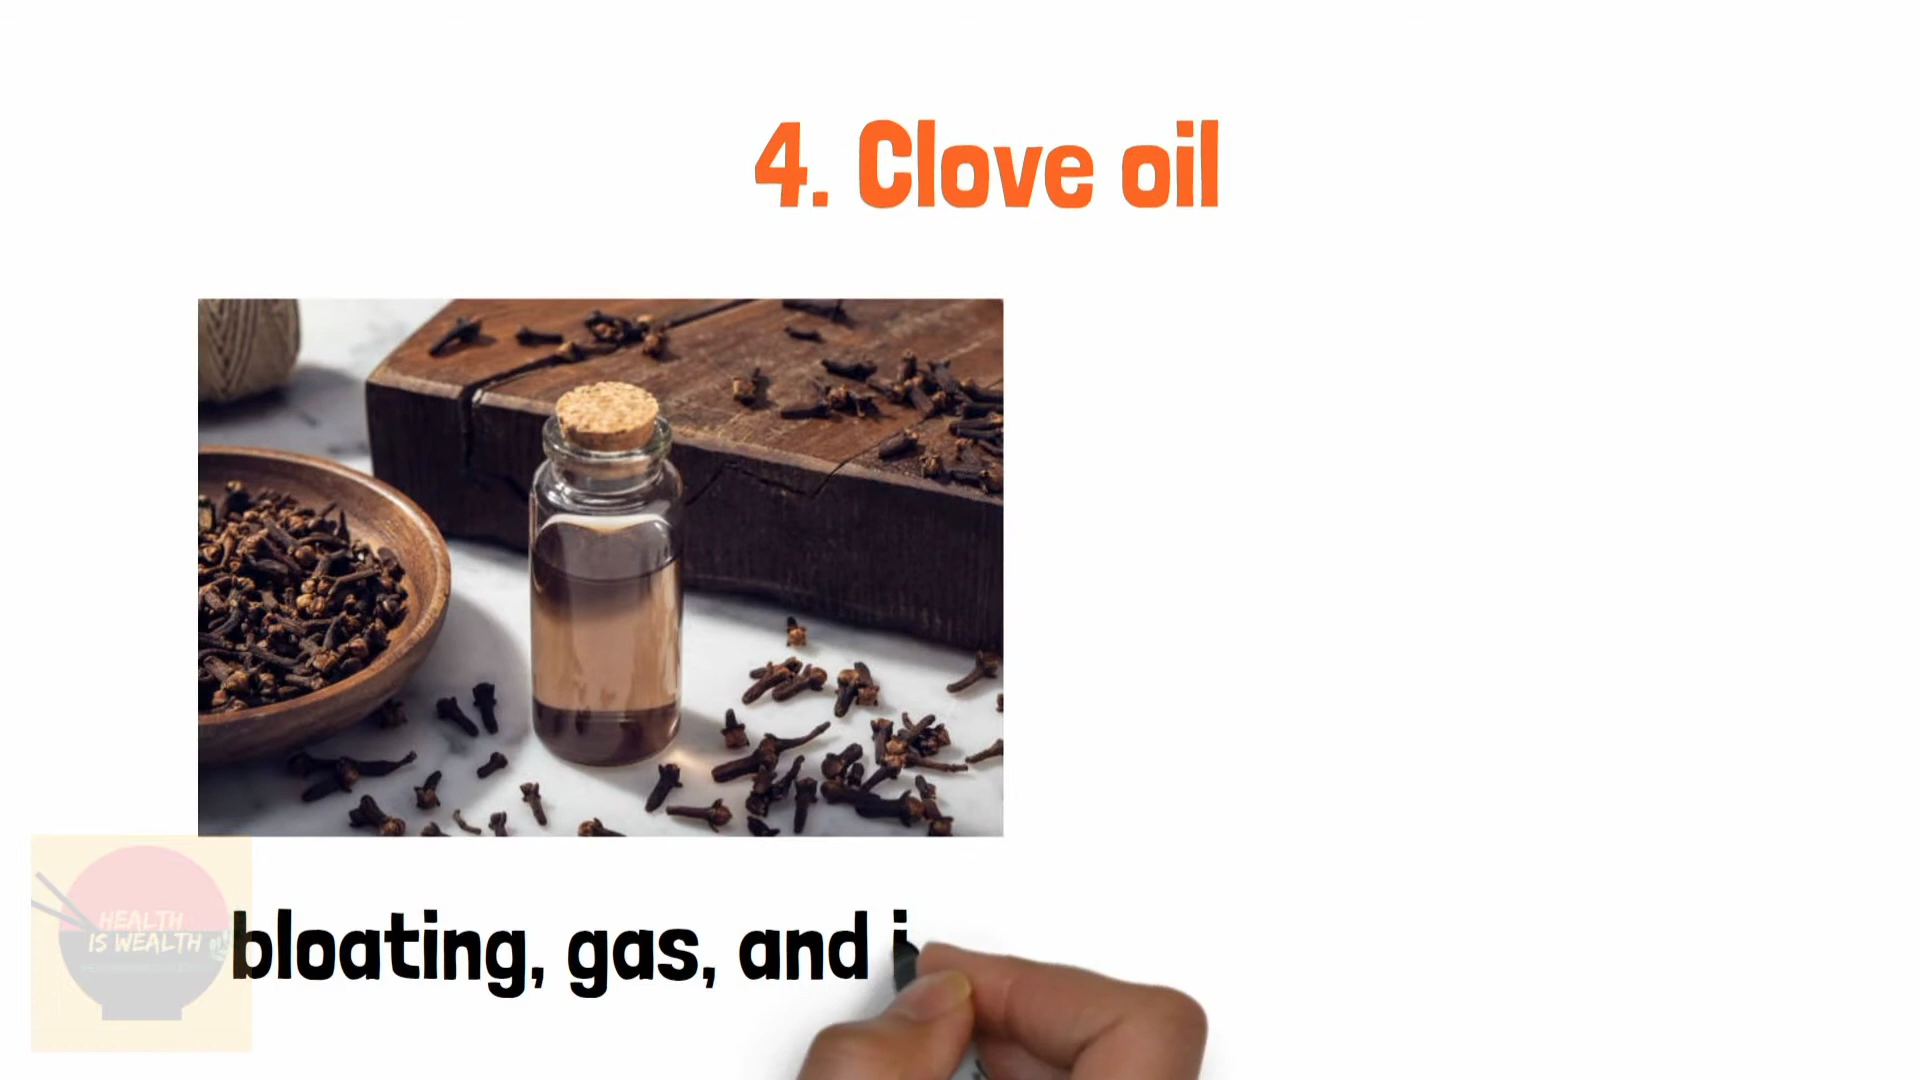 4. Clove oil
HEALTH
IS WEALTH
bloating, gas, and i